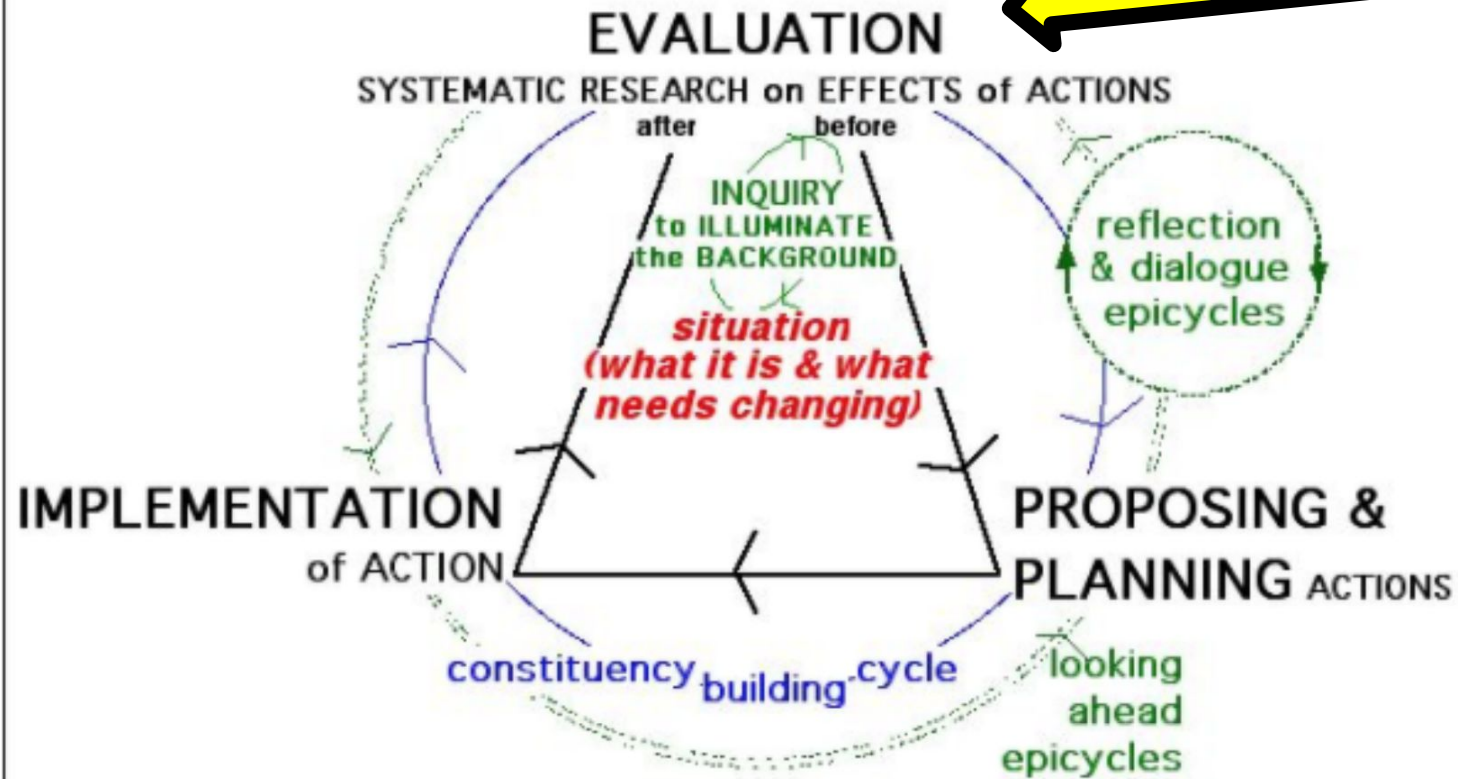 EVALUATION
SYSTEMATIC RESEARCH on EFFECTS of ACTIONS
after before
INQUIRY
to ILLUMINATE
the BACKGROUND
situation
(what it is & what
needs changing)
reflection
& dialogue
epicycles
IMPLEMENTATION
of ACTION
PROPOSING &
PLANNING ACTIONS
constituency building cycle
looking
ahead
epicycles